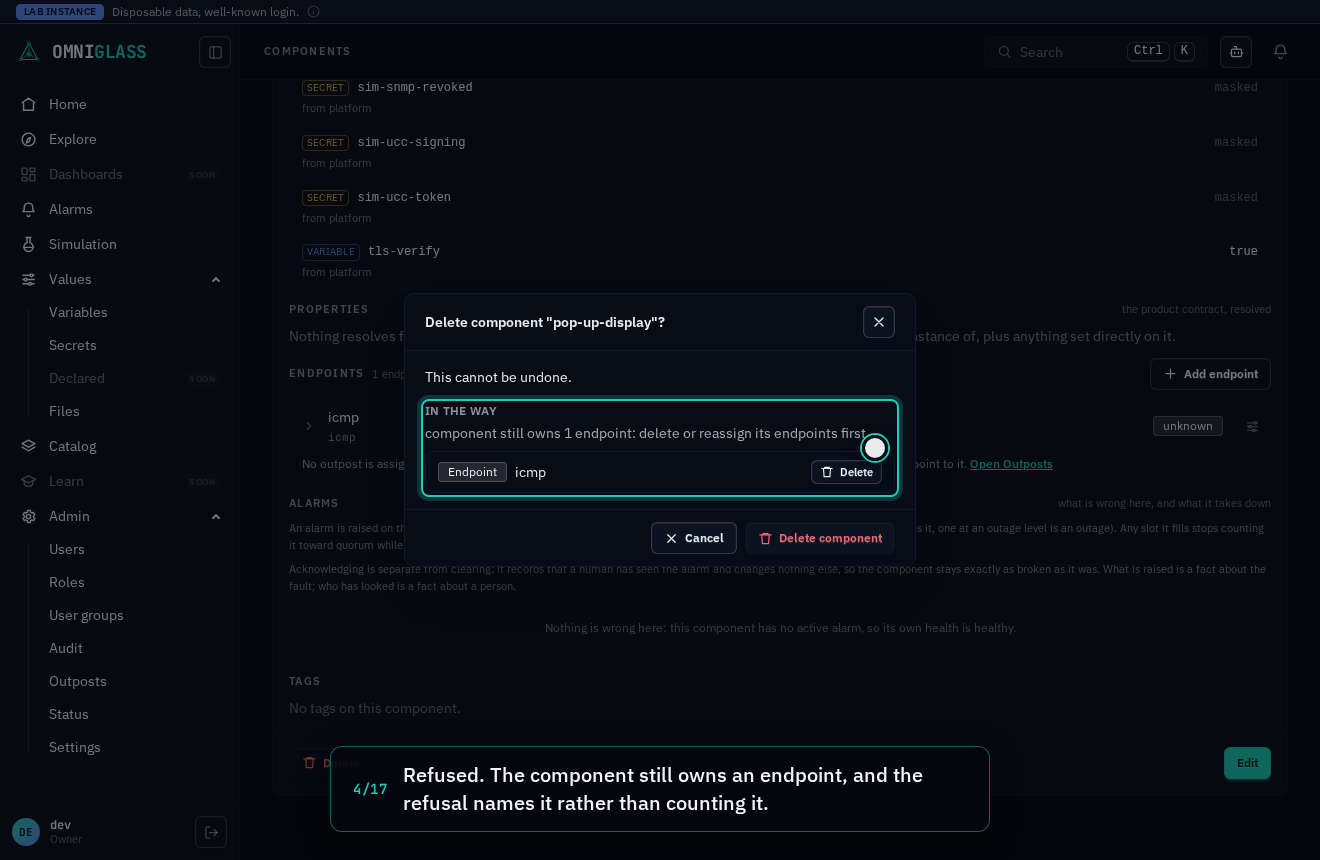 LAB INSTANCE Disposable data, well-known login.
OMNIGLASS
COMPONENTS
Search Ctrl K
Home
Explore
Dashboards SOON
Alarms
Simulation
Values
Variables
Secrets
Declared SOON
Files
Catalog
Learn SOON
Admin
Users
Roles
User groups
Audit
Outposts
Status
Settings
DE dev
Owner
SECRET sim-snmp-revoked masked
from platform
SECRET sim-ucc-signing masked
from platform
SECRET sim-ucc-token masked
from platform
VARIABLE tls-verify true
from platform
PROPERTIES the product contract, resolved
Nothing resolves instance of, plus anything set directly on it.
ENDPOINTS 1 Add endpoint
icmp unknown
icmp
No outpost is to it. Open Outposts
ALARMS what is wrong here, and what it takes down
An alarm is raised on it, one at an outage level is an outage). Any slot it fills stops counting
it toward quorum while
Acknowledging is separate from clearing: it records that a human has seen the alarm and changes nothing else, so the component stays exactly as broken as it was. What is raised is a fact about the
fault; who has looked is a fact about a person.
Nothing is wrong here: this component has no active alarm, so its own health is healthy.
TAGS
No tags on this component.
Delete Edit
Delete component "pop-up-display"?
This cannot be undone.
IN THE WAY
component still owns 1 endpoint: delete or reassign its endpoints first
Endpoint icmp Delete
Cancel Delete component
4/17 Refused. The component still owns an endpoint, and the
refusal names it rather than counting it.